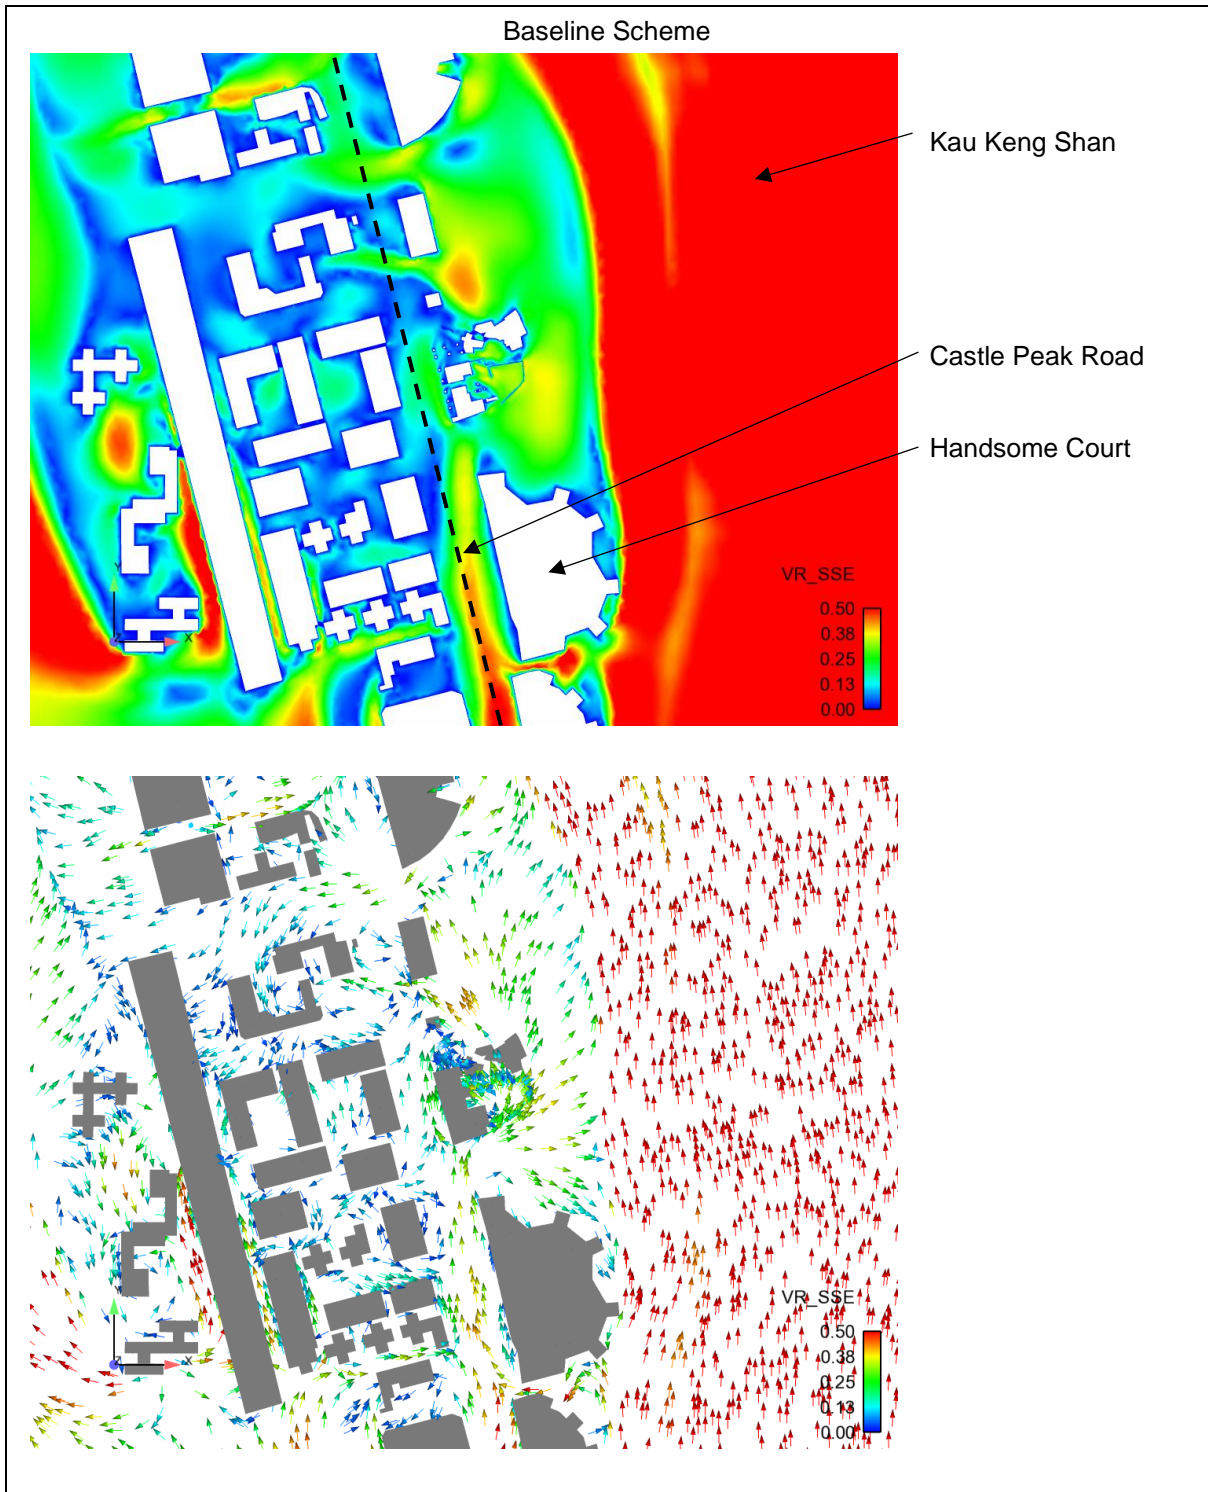 Baseline Scheme
Kau Keng Shan
Castle Peak Road
Handsome Court
VR_SSE
0.50
0.38
0.25
0.13
0.00
Y
Z
X
VR_SSE
0.50
0.38
0.25
0.13
0.00
Z
X